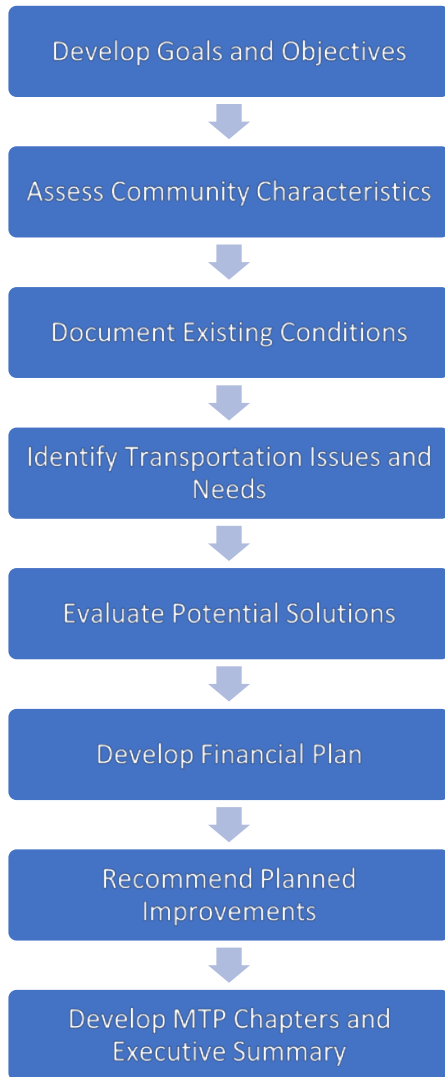 Develop Goals and Objectives
Assess Community Characteristics
Document Existing Conditions
Identify Transportation Issues and
Needs
Evaluate Potential Solutions
Develop Financial Plan
Recommend Planned
Improvements
Develop MTP Chapters and
Executive Summary